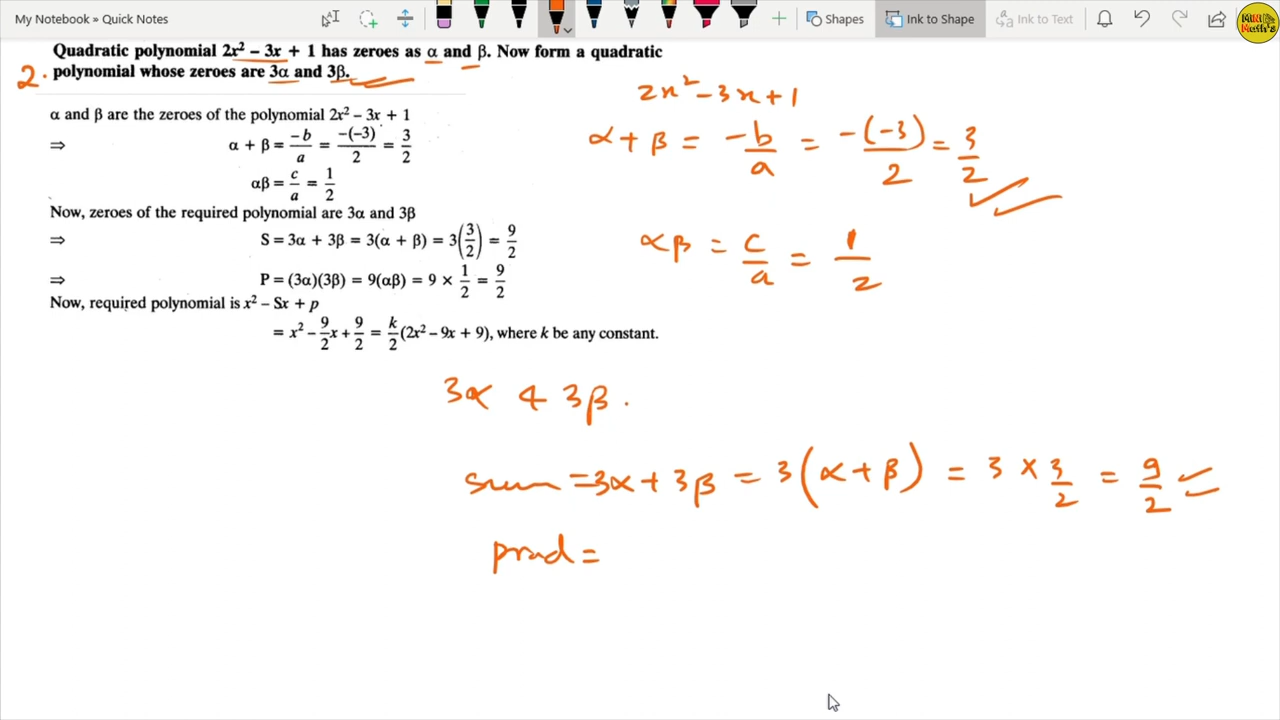 My Notebook » Quick Notes
Shapes
Ink to Shape
Ink to Text
Quadratic polynomial 2x² – 3x + 1 has zeroes as α and β. Now form a quadratic
2. polynomial whose zeroes are 3α and 3β.
α and β are the zeroes of the polynomial 2x² – 3x + 1
⇒ α + β = -b/a = -(-3)/2 = 3/2
αβ = c/a = 1/2
Now, zeroes of the required polynomial are 3α and 3β
⇒ S = 3α + 3β = 3(α + β) = 3(3/2) = 9/2
⇒ P = (3α)(3β) = 9(αβ) = 9 × 1/2 = 9/2
Now, required polynomial is x² – Sx + p
= x² – 9/2 x + 9/2 = k/2 (2x² – 9x + 9), where k be any constant.
2x² - 3x + 1
α + β = -b/a = -(-3)/2 = 3/2
αβ = c/a = 1/2
3α & 3β.
sum = 3α + 3β = 3(α + β) = 3 × 3/2 = 9/2
prod =